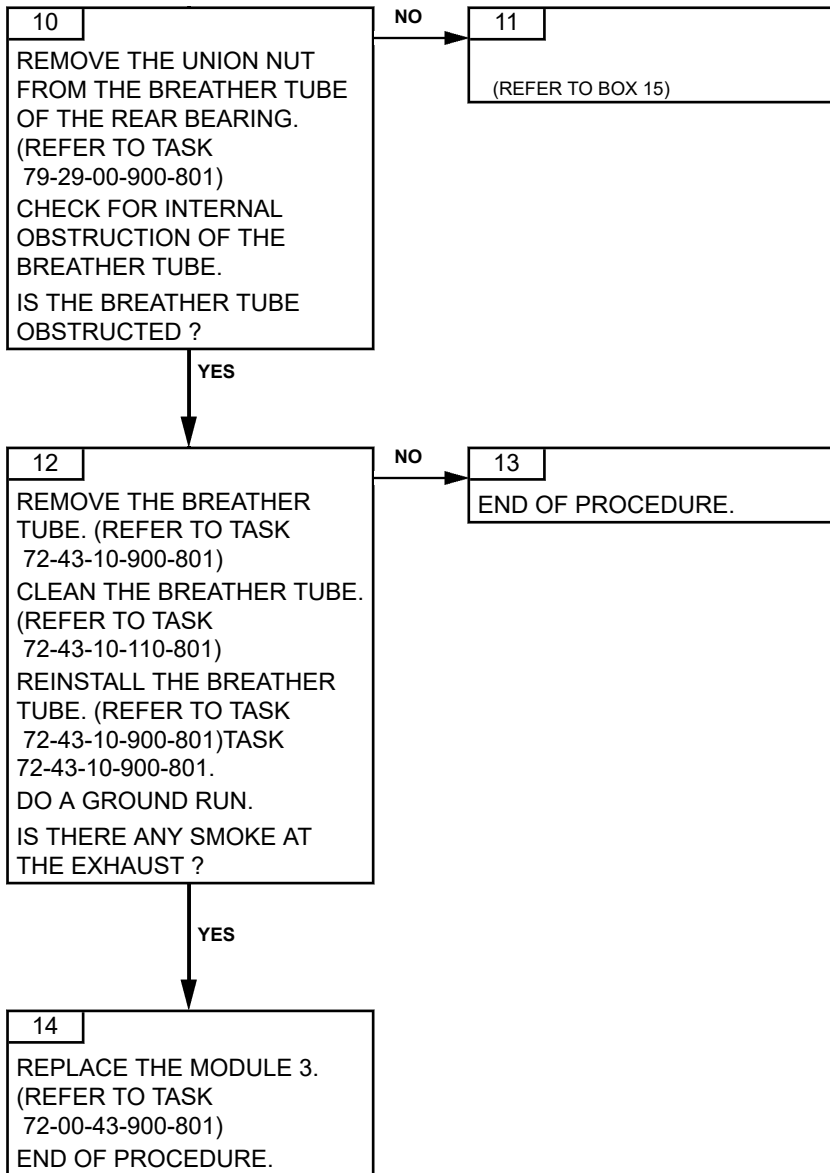 10
REMOVE THE UNION NUT
FROM THE BREATHER TUBE
OF THE REAR BEARING.
(REFER TO TASK
79-29-00-900-801)
CHECK FOR INTERNAL
OBSTRUCTION OF THE
BREATHER TUBE.
IS THE BREATHER TUBE
OBSTRUCTED ?
NO
11
(REFER TO BOX 15)
YES
12
REMOVE THE BREATHER
TUBE. (REFER TO TASK
72-43-10-900-801)
CLEAN THE BREATHER TUBE.
(REFER TO TASK
72-43-10-110-801)
REINSTALL THE BREATHER
TUBE. (REFER TO TASK
72-43-10-900-801)TASK
72-43-10-900-801.
DO A GROUND RUN.
IS THERE ANY SMOKE AT
THE EXHAUST ?
NO
13
END OF PROCEDURE.
YES
14
REPLACE THE MODULE 3.
(REFER TO TASK
72-00-43-900-801)
END OF PROCEDURE.